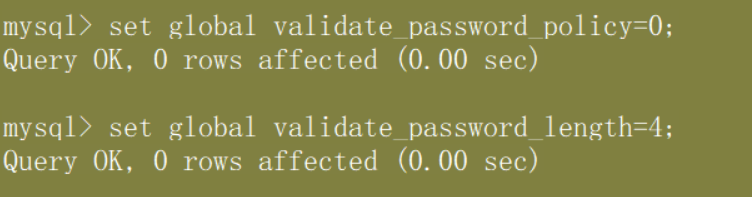 mysql> set global validate_password_policy=0;
Query OK, 0 rows affected (0.00 sec)
mysql> set global validate_password_length=4;
Query OK, 0 rows affected (0.00 sec)